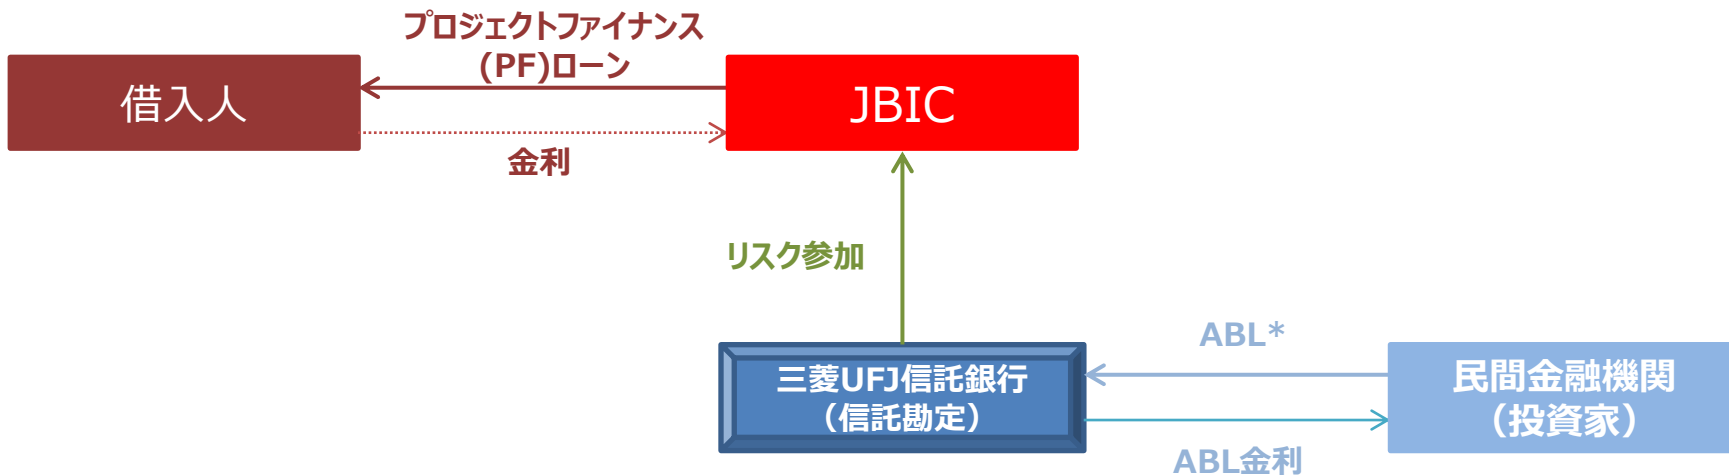 プロジェクトファイナンス
(PF)ローン
借入人
JBIC
金利
リスク参加
ABL*
三菱UFJ信託銀行
（信託勘定）
民間金融機関
（投資家）
ABL金利